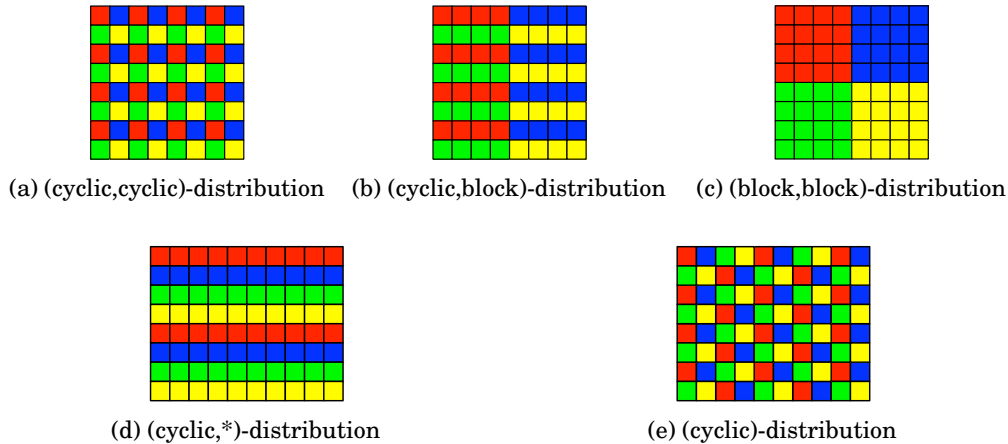 (a) (cyclic,cyclic)-distribution
(b) (cyclic,block)-distribution
(c) (block,block)-distribution
(d) (cyclic,*)-distribution
(e) (cyclic)-distribution